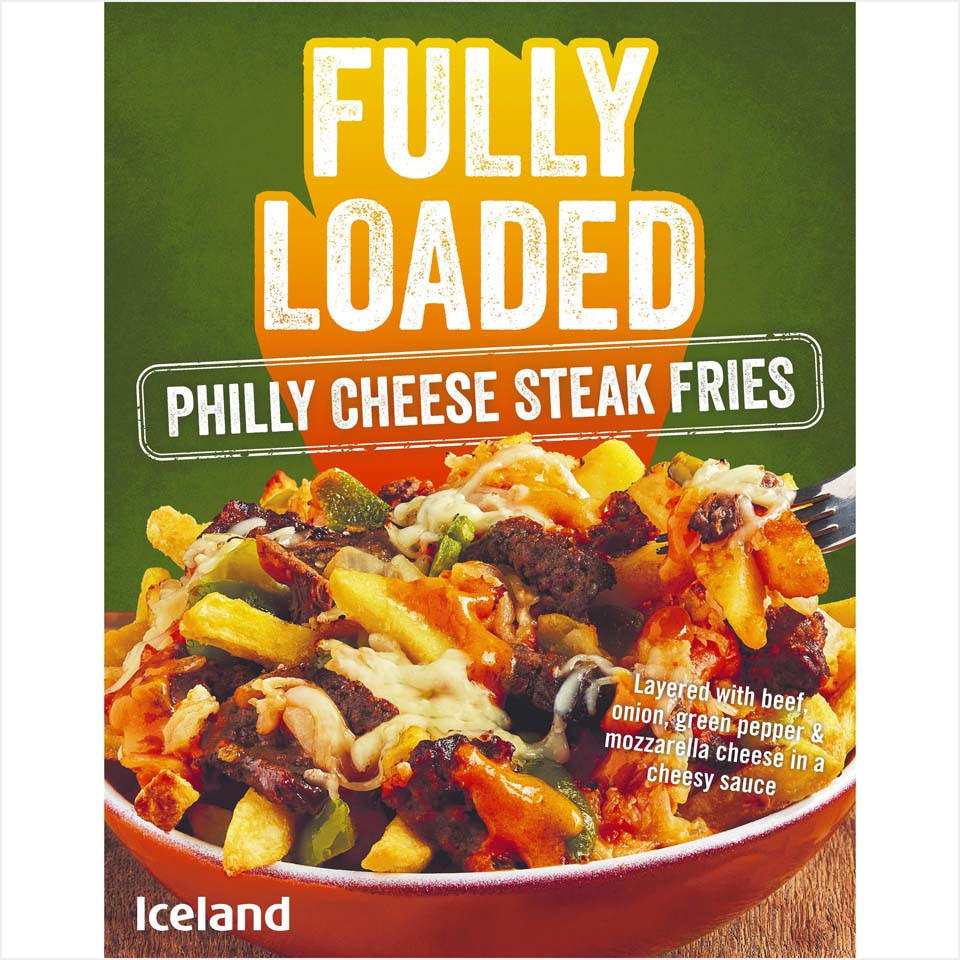 FULLY
LOADED
PHILLY CHEESE STEAK FRIES
Layered with beef,
onion, green pepper &
mozzarella cheese in a
cheesy sauce
Iceland